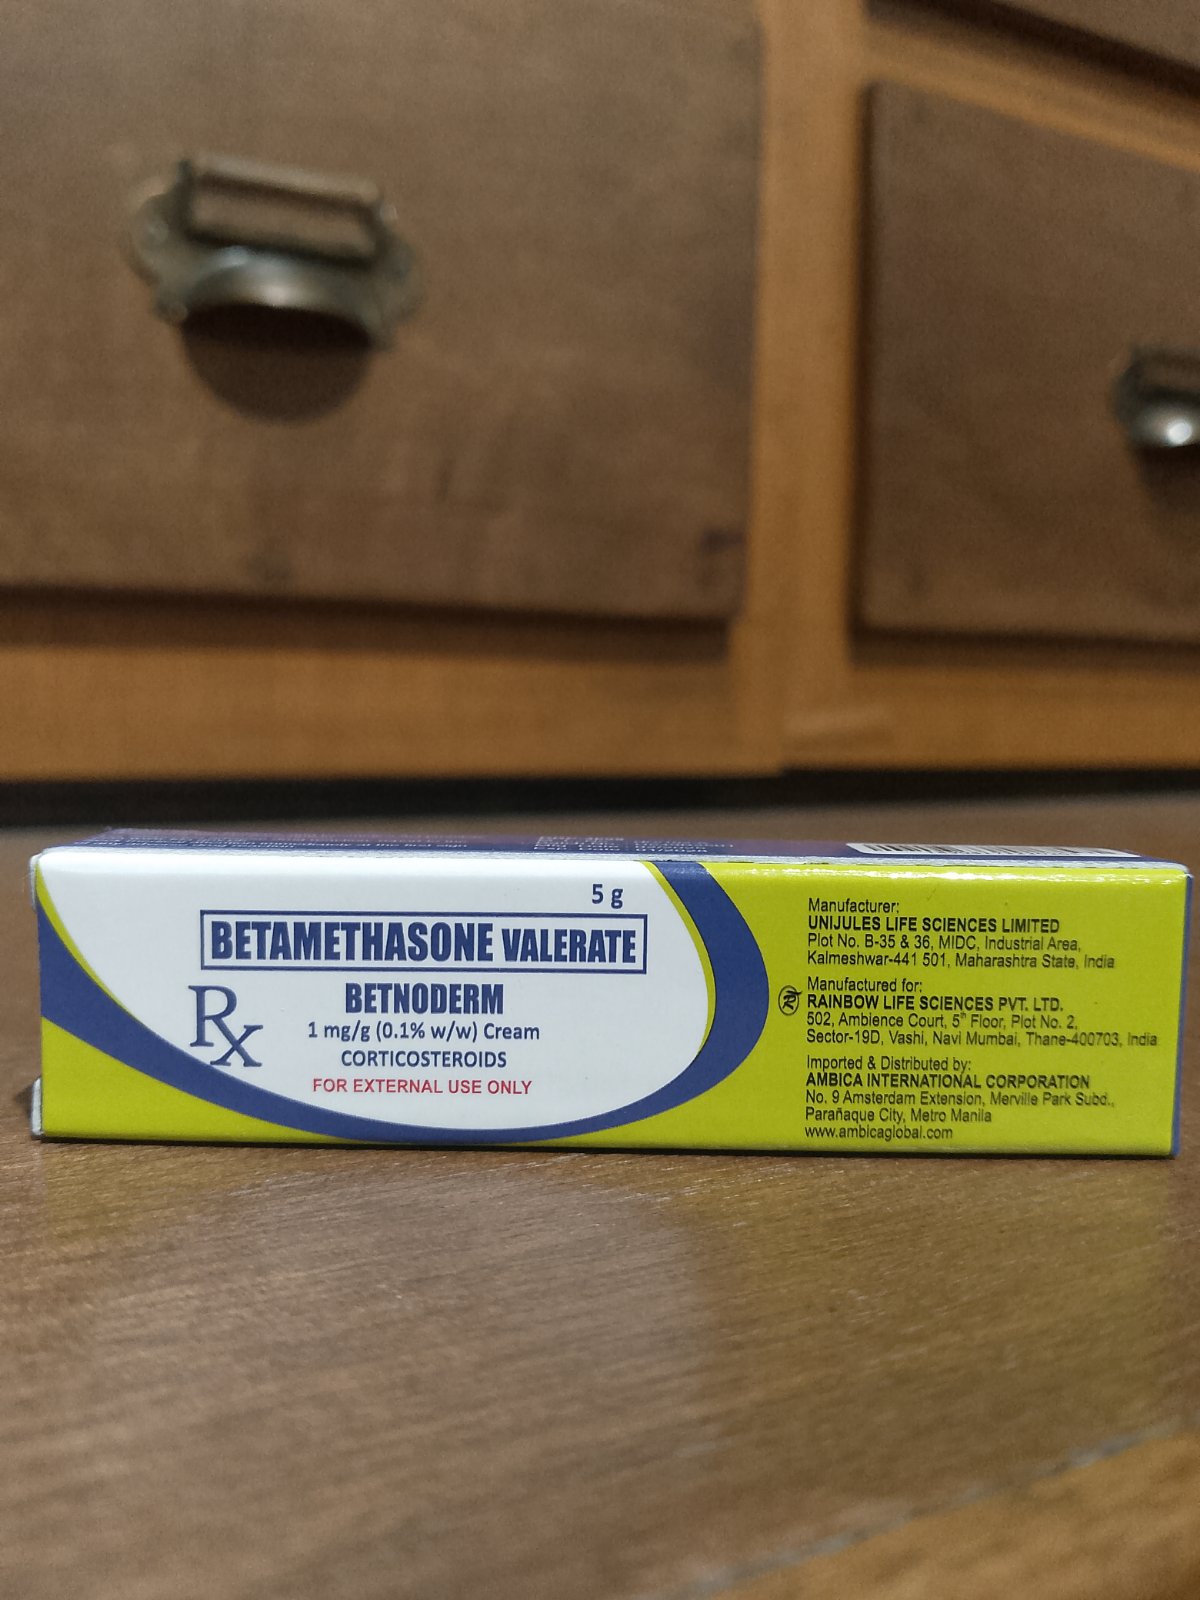 5 g
BETAMETHASONE VALERATE
BETNODERM
Rx
1 mg/g (0.1% w/w) Cream
CORTICOSTEROIDS
FOR EXTERNAL USE ONLY
Manufacturer:
UNIJULES LIFE SCIENCES LIMITED
Plot No. B-35 & 36, MIDC, Industrial Area,
Kalmeshwar-441 501, Maharashtra State, India
Manufactured for:
RAINBOW LIFE SCIENCES PVT. LTD.
502, Ambience Court, 5th Floor, Plot No. 2,
Sector-19D, Vashi, Navi Mumbai, Thane-400703, India
Imported & Distributed by:
AMBICA INTERNATIONAL CORPORATION
No. 9 Amsterdam Extension, Merville Park Subd.,
Parañaque City, Metro Manila
www.ambicaglobal.com